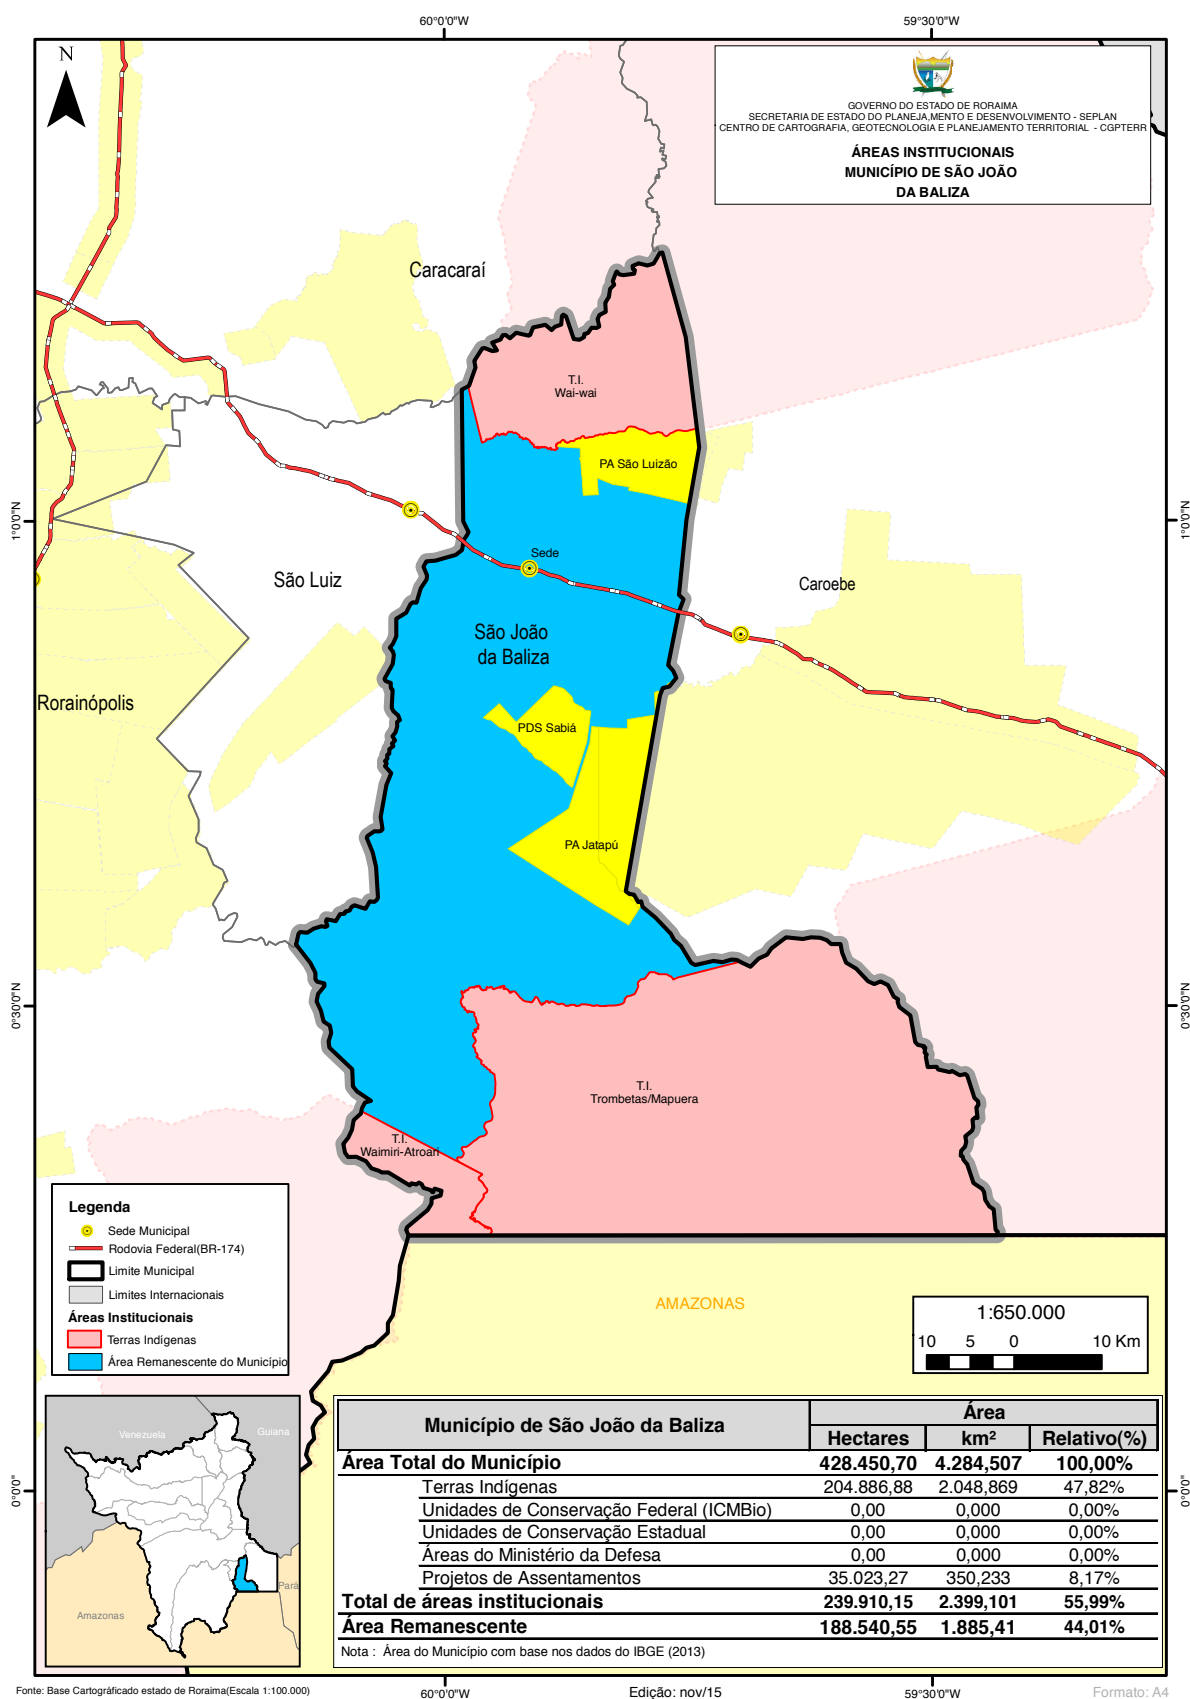 60°0'0"W
59°30'0"W
N
GOVERNO DO ESTADO DE RORAIMA
SECRETARIA DE ESTADO DO PLANEJA,MENTO E DESENVOLVIMENTO - SEPLAN
CENTRO DE CARTOGRAFIA, GEOTECNOLOGIA E PLANEJAMENTO TERRITORIAL - CGPTERR
ÁREAS INSTITUCIONAIS
MUNICÍPIO DE SÃO JOÃO
DA BALIZA
Caracaraí
T.I.
Wai-wai
PA São Luizão
1°0'0"N
1°0'0"N
Sede
São Luiz
Caroebe
São João
da Baliza
Rorainópolis
PDS Sabiá
PA Jatapú
0°30'0"N
0°30'0"N
T.I.
Trombetas/Mapuera
T.I.
Waimiri-Atroari
Legenda
Sede Municipal
Rodovia Federal(BR-174)
Limite Municipal
Limites Internacionais
Áreas Institucionais
Terras Indígenas
Área Remanescente do Município
AMAZONAS
1:650.000
10 5 0 10 Km
Venezuela
Guiana
Pará
Amazonas
Município de São João da Baliza Área
Hectares km² Relativo(%)
Área Total do Município 428.450,70 4.284,507 100,00%
Terras Indígenas 204.886,88 2.048,869 47,82%
Unidades de Conservação Federal (ICMBio) 0,00 0,000 0,00%
Unidades de Conservação Estadual 0,00 0,000 0,00%
Áreas do Ministério da Defesa 0,00 0,000 0,00%
Projetos de Assentamentos 35.023,27 350,233 8,17%
Total de áreas institucionais 239.910,15 2.399,101 55,99%
Área Remanescente 188.540,55 1.885,41 44,01%
Nota : Área do Município com base nos dados do IBGE (2013)
0°0'0"
0°0'0"
Fonte: Base Cartográficado estado de Roraima(Escala 1:100.000)
60°0'0"W
Edição: nov/15
59°30'0"W
Formato: A4